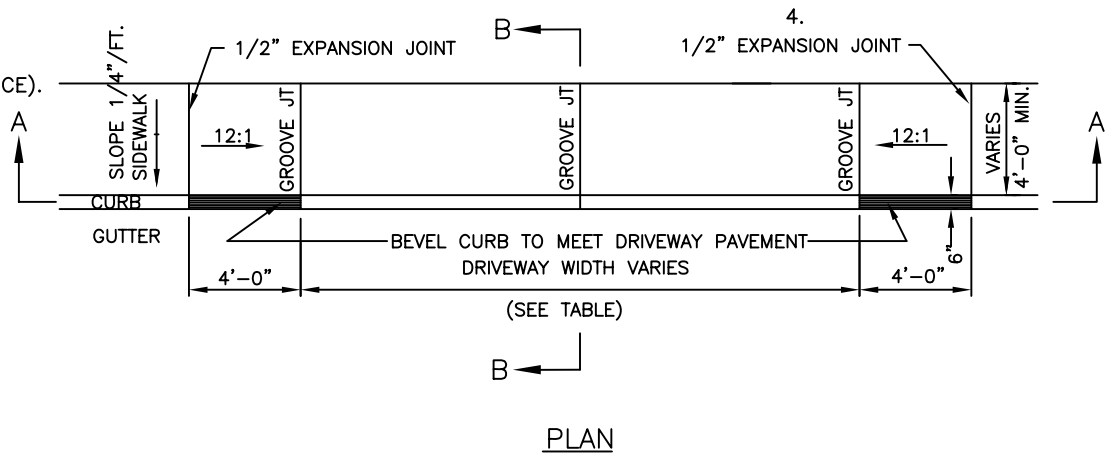 4.
B
1/2" EXPANSION JOINT
1/2" EXPANSION JOINT
CE).
SLOPE 1/4"/FT.
SIDEWALK
A
12:1
GROOVE JT
GROOVE JT
GROOVE JT
12:1
VARIES
4'-0" MIN.
A
CURB
GUTTER
BEVEL CURB TO MEET DRIVEWAY PAVEMENT
6"
DRIVEWAY WIDTH VARIES
4'-0"
4'-0"
(SEE TABLE)
B
PLAN